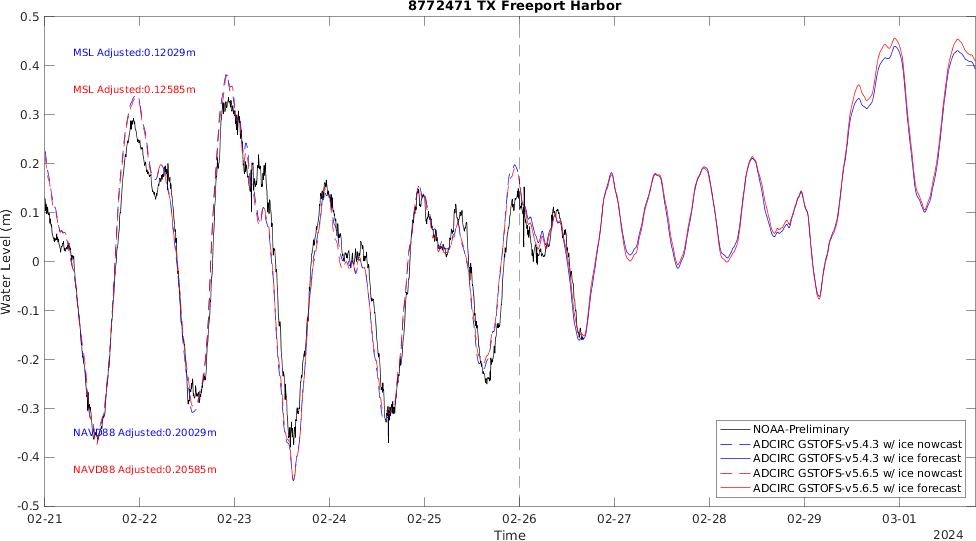 8772471 TX Freeport Harbor
0.5
0.4
0.3
0.2
0.1
0
-0.1
-0.2
-0.3
-0.4
-0.5
Water Level (m)
MSL Adjusted:0.12029m
MSL Adjusted:0.12585m
NAVD88 Adjusted:0.20029m
NAVD88 Adjusted:0.20585m
NOAA-Preliminary
ADCIRC GSTOFS-v5.4.3 w/ ice nowcast
ADCIRC GSTOFS-v5.4.3 w/ ice forecast
ADCIRC GSTOFS-v5.6.5 w/ ice nowcast
ADCIRC GSTOFS-v5.6.5 w/ ice forecast
02-21 02-22 02-23 02-24 02-25 02-26 02-27 02-28 02-29 03-01
Time
2024